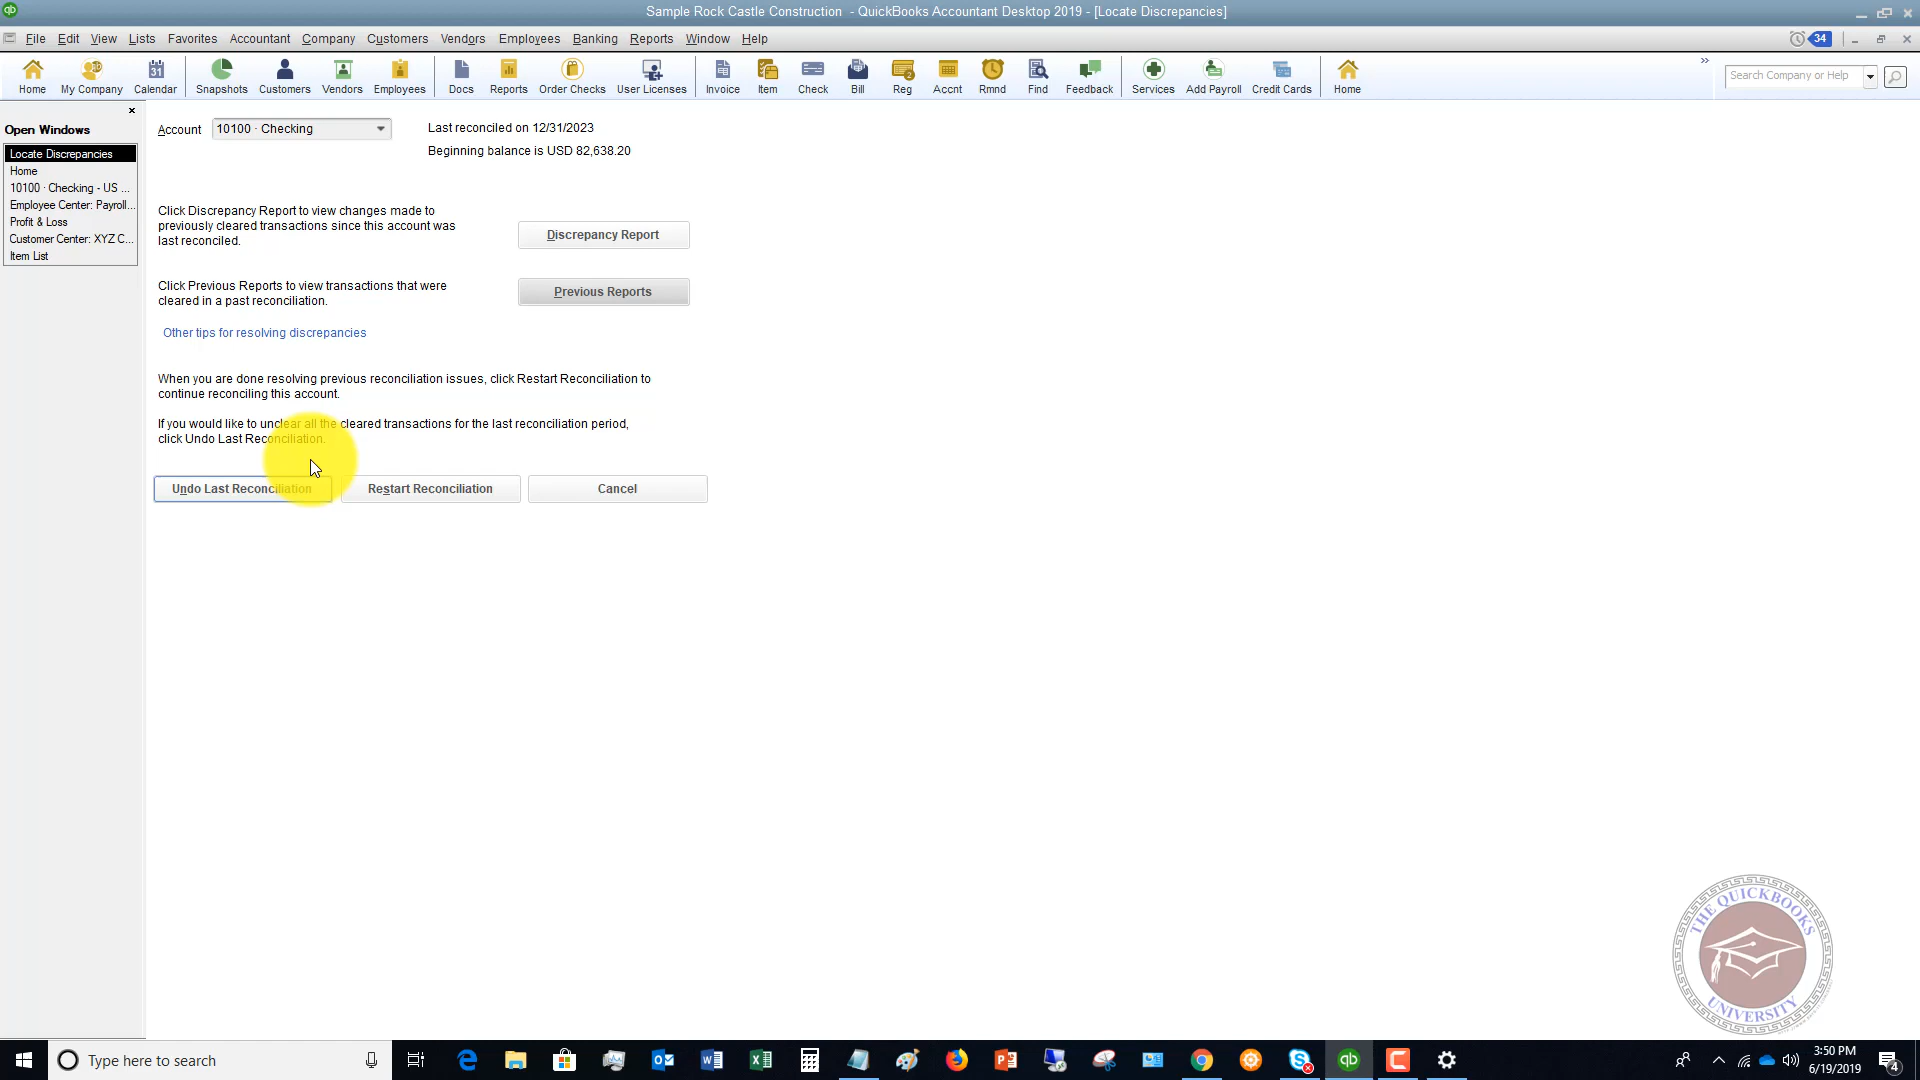 Sample Rock Castle Construction - QuickBooks Accountant Desktop 2019 - [Locate Discrepancies]
File Edit View Lists Favorites Accountant Company Customers Vendors Employees Banking Reports Window Help
34
Home My Company Calendar Snapshots Customers Vendors Employees Docs Reports Order Checks User Licenses Invoice Item Check Bill Reg Accnt Rmnd Find Feedback Services Add Payroll Credit Cards Home
Search Company or Help
Open Windows
Locate Discrepancies
Home
10100 · Checking - US ...
Employee Center: Payroll...
Profit & Loss
Customer Center: XYZ C...
Item List
Account 10100 · Checking
Last reconciled on 12/31/2023
Beginning balance is USD 82,638.20
Click Discrepancy Report to view changes made to
previously cleared transactions since this account was
last reconciled.
Discrepancy Report
Click Previous Reports to view transactions that were
cleared in a past reconciliation.
Previous Reports
Other tips for resolving discrepancies
When you are done resolving previous reconciliation issues, click Restart Reconciliation to
continue reconciling this account.
If you would like to unclear all the cleared transactions for the last reconciliation period,
click Undo Last Reconciliation.
Undo Last Reconciliation Restart Reconciliation Cancel
THE QUICKBOOKS
UNIVERSITY
Type here to search
3:50 PM
6/19/2019
4